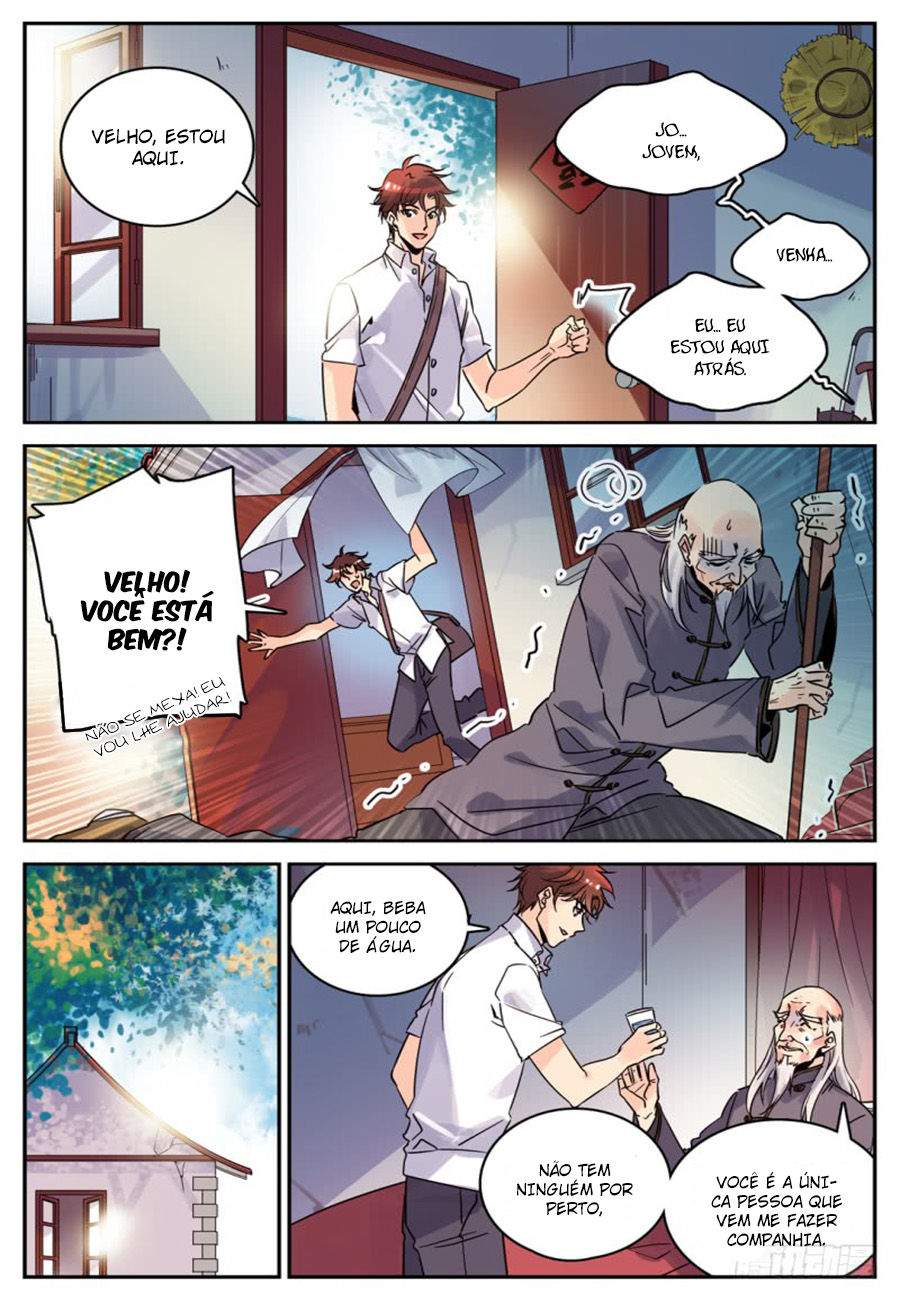 VELHO, ESTOU
AQUI.
JO...
JOVEM,
VENHA...
EU... EU
ESTOU AQUI
ATRÁS.
VELHO!
VOCÊ ESTÁ
BEM?!
NÃO SE MEXA! EU
VOU LHE AJUDAR!
AQUI, BEBA
UM POUCO
DE ÁGUA.
NÃO TEM
NINGUÉM POR
PERTO,
VOCÊ É A ÚNI-
CA PESSOA QUE
VEM ME FAZER
COMPANHIA.